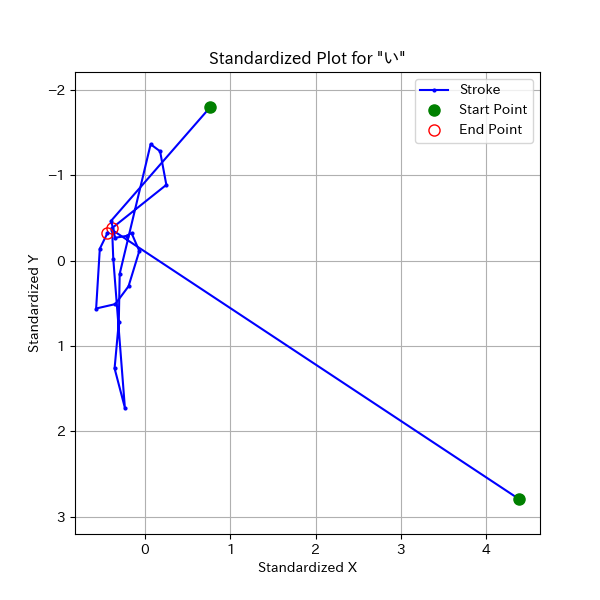 Standardized Plot for "い"
Stroke
Start Point
End Point
−2
−1
0
1
2
3
Standardized Y
0 1 2 3 4
Standardized X